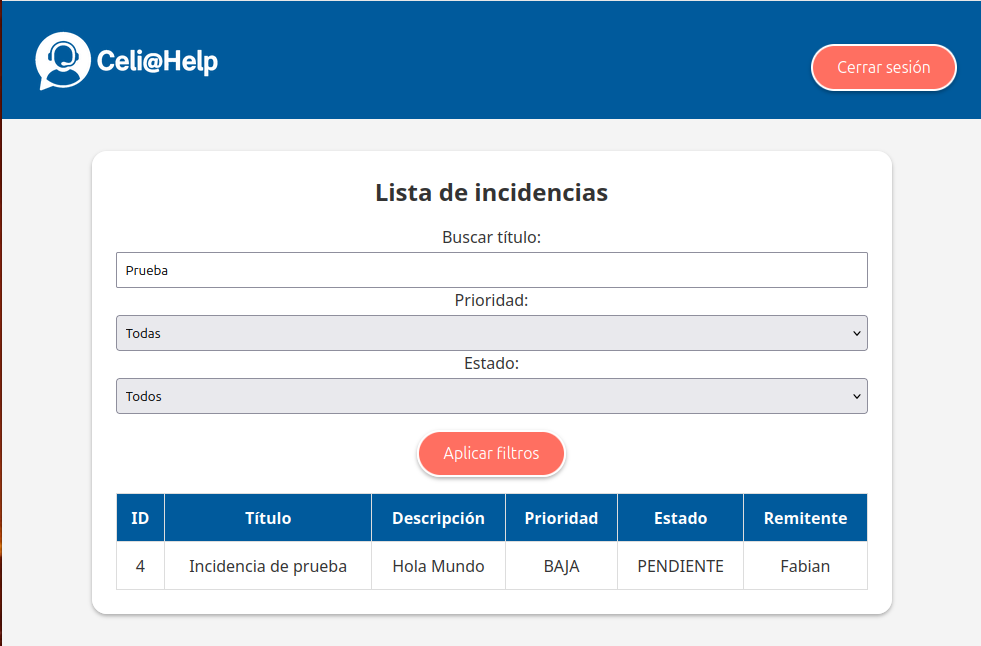 Celi@Help
Cerrar sesión
Lista de incidencias
Buscar título:
Prueba
Prioridad:
Todas
Estado:
Todos
Aplicar filtros
ID Título Descripción Prioridad Estado Remitente
4 Incidencia de prueba Hola Mundo BAJA PENDIENTE Fabian